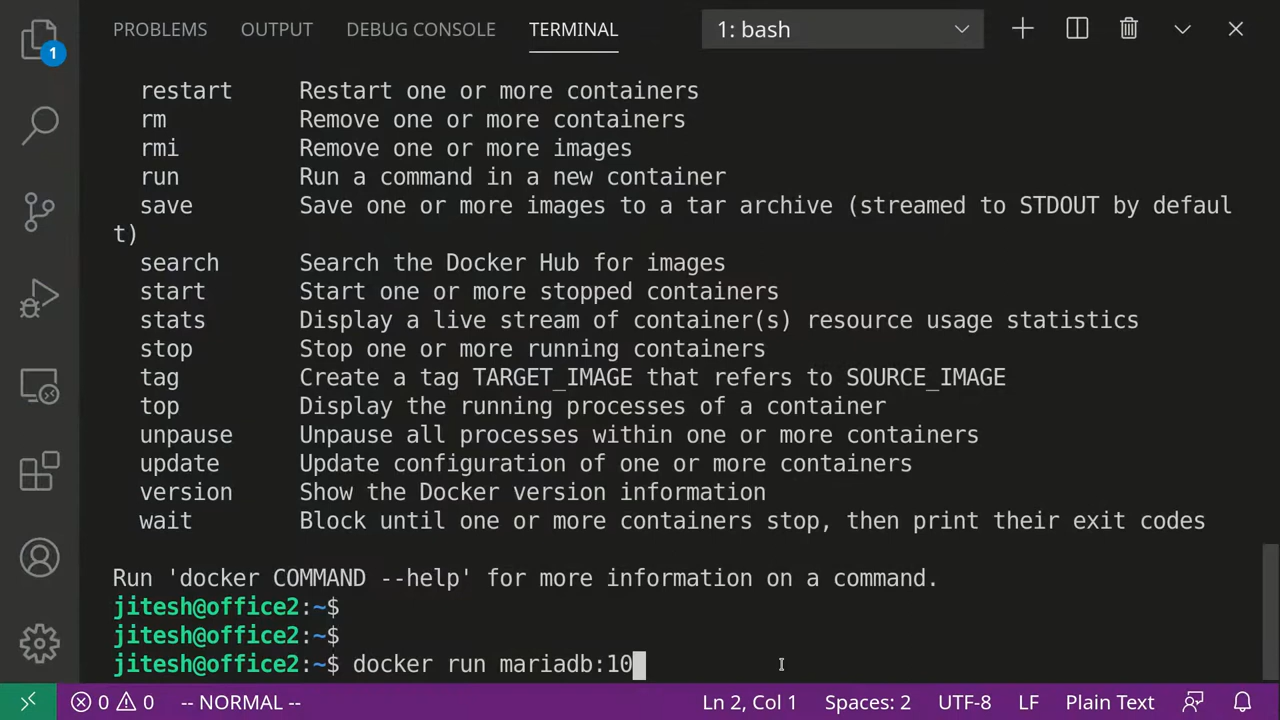 PROBLEMS OUTPUT DEBUG CONSOLE TERMINAL 1: bash
1
restart Restart one or more containers
rm Remove one or more containers
rmi Remove one or more images
run Run a command in a new container
save Save one or more images to a tar archive (streamed to STDOUT by defaul
t)
search Search the Docker Hub for images
start Start one or more stopped containers
stats Display a live stream of container(s) resource usage statistics
stop Stop one or more running containers
tag Create a tag TARGET_IMAGE that refers to SOURCE_IMAGE
top Display the running processes of a container
unpause Unpause all processes within one or more containers
update Update configuration of one or more containers
version Show the Docker version information
wait Block until one or more containers stop, then print their exit codes
Run 'docker COMMAND --help' for more information on a command.
jitesh@office2:~$
jitesh@office2:~$
jitesh@office2:~$ docker run mariadb:10
0 0 -- NORMAL -- Ln 2, Col 1 Spaces: 2 UTF-8 LF Plain Text